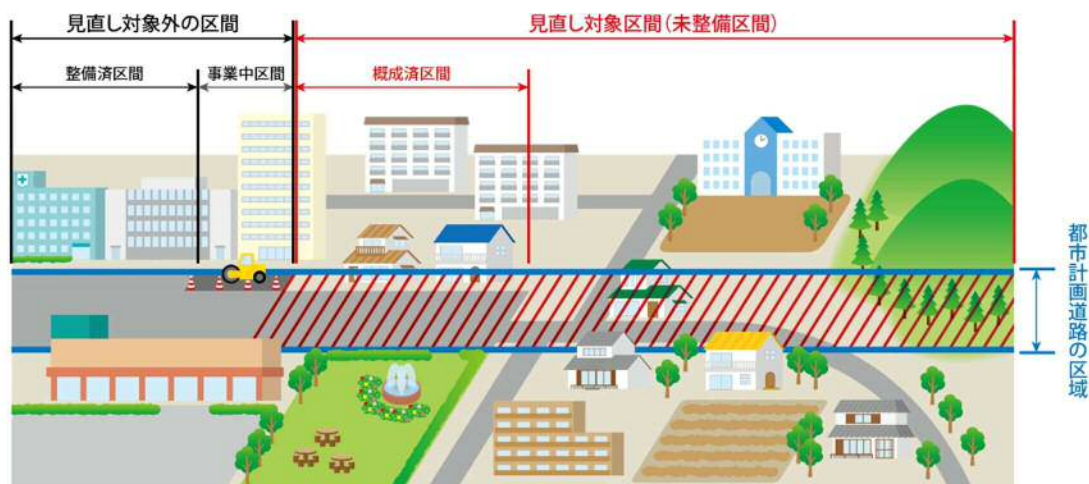 見直し対象外の区間
見直し対象区間(未整備区間)
整備済区間
事業中区間
概成済区間
都市計画道路の区域